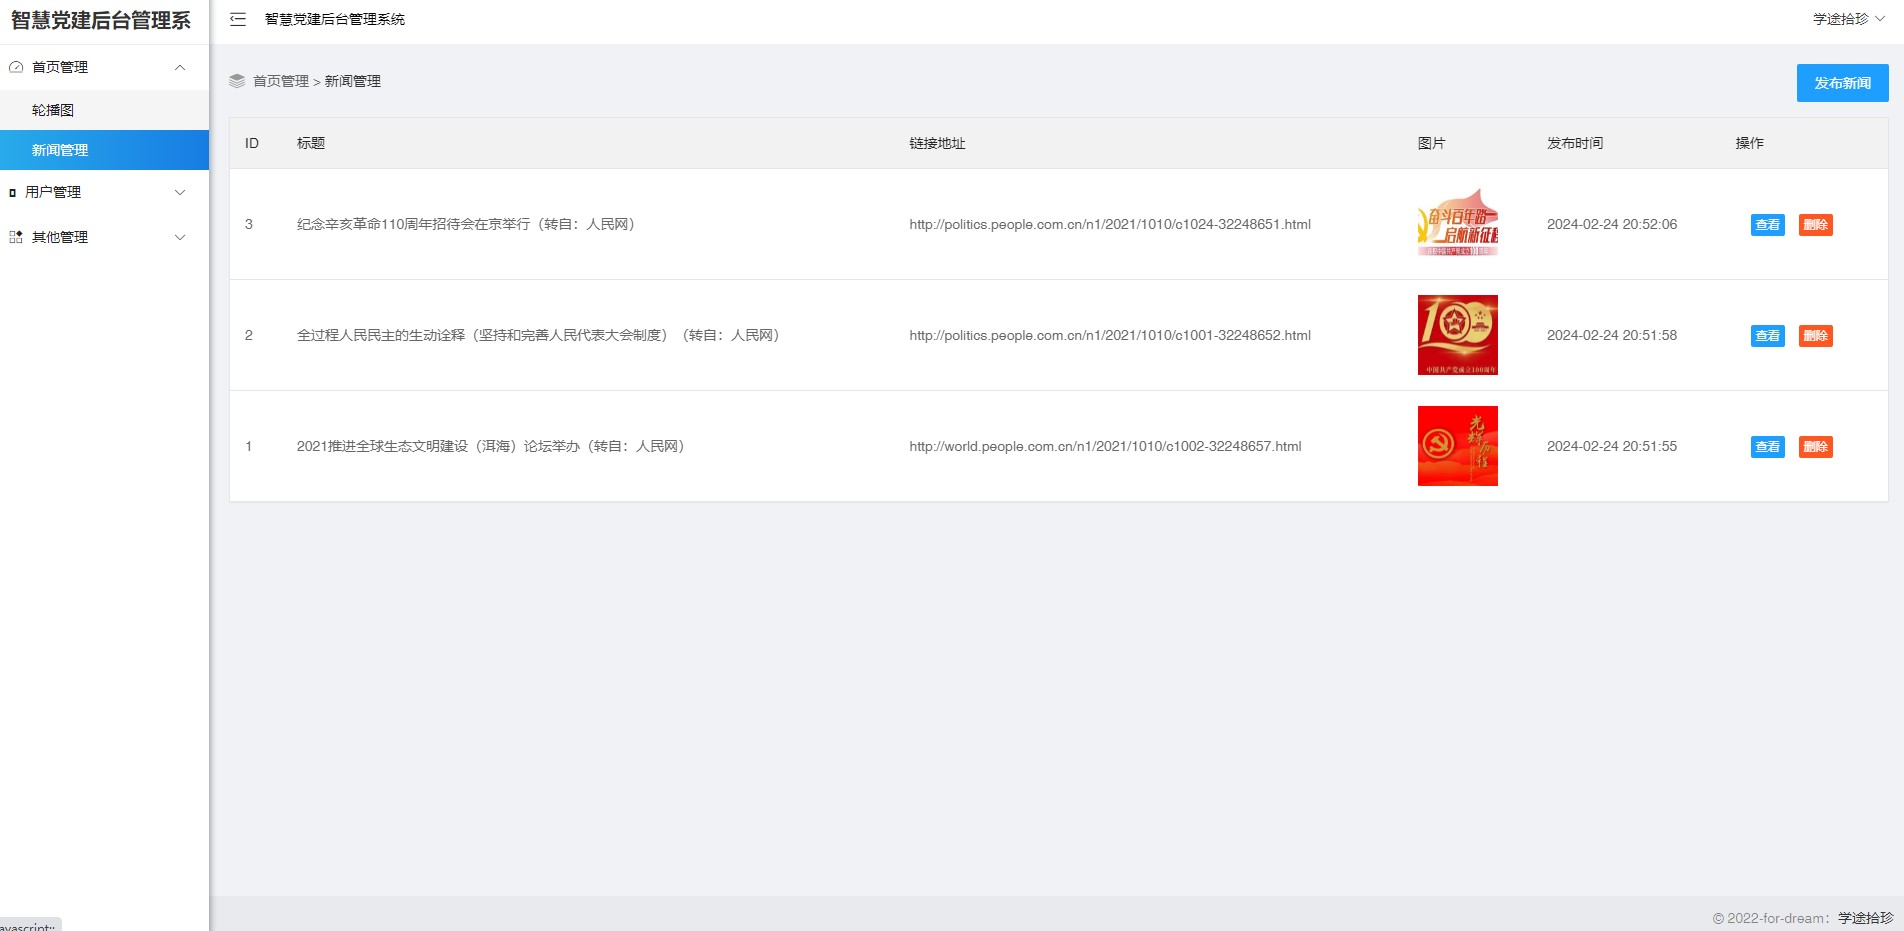 智慧党建后台管理系
智慧党建后台管理系统
学途拾珍
首页管理
轮播图
新闻管理
用户管理
其他管理
首页管理 > 新闻管理
发布新闻
ID 标题 链接地址 图片 发布时间 操作
3 纪念辛亥革命110周年招待会在京举行（转自：人民网） http://politics.people.com.cn/n1/2021/1010/c1024-32248651.html 奋斗百年路 启航新征程 2024-02-24 20:52:06 查看 删除
2 全过程人民民主的生动诠释（坚持和完善人民代表大会制度）（转自：人民网） http://politics.people.com.cn/n1/2021/1010/c1001-32248652.html 100 中国共产党成立100周年 2024-02-24 20:51:58 查看 删除
1 2021推进全球生态文明建设（洱海）论坛举办（转自：人民网） http://world.people.com.cn/n1/2021/1010/c1002-32248657.html 光辉历程 2024-02-24 20:51:55 查看 删除
© 2022-for-dream：学途拾珍
avascript:;